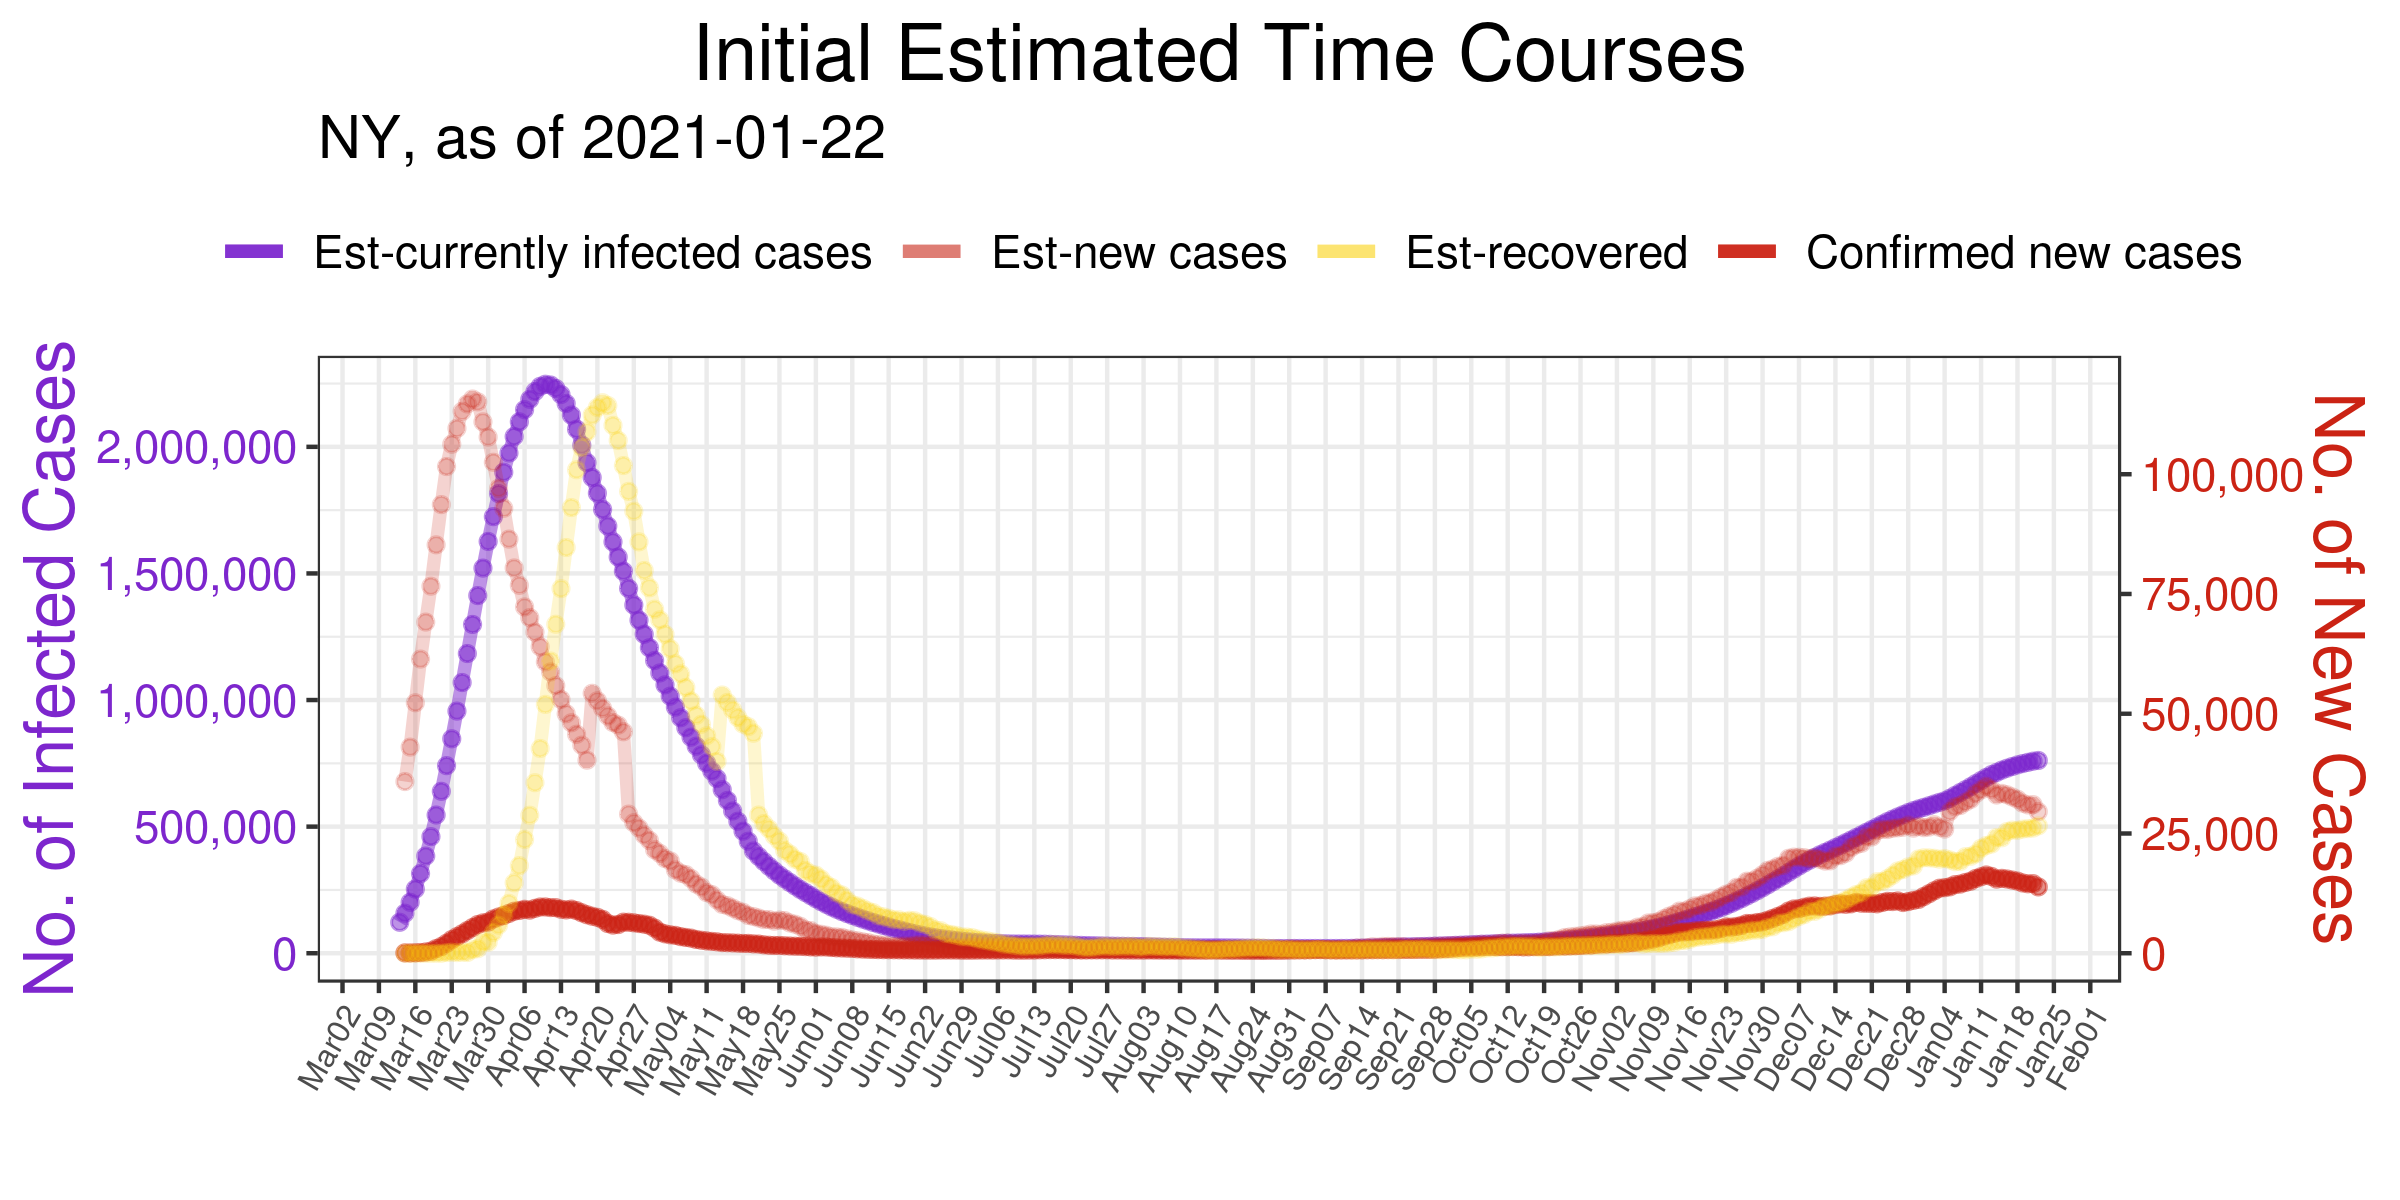 Initial Estimated Time Courses
NY, as of 2021-01-22
Est-currently infected cases Est-new cases Est-recovered Confirmed new cases
No. of Infected Cases
2,000,000
1,500,000
1,000,000
500,000
0
100,000
75,000
50,000
25,000
0
No. of New Cases
Mar02 Mar09 Mar16 Mar23 Mar30 Apr06 Apr13 Apr20 Apr27 May04 May11 May18 May25 Jun01 Jun08 Jun15 Jun22 Jun29 Jul06 Jul13 Jul20 Jul27 Aug03 Aug10 Aug17 Aug24 Aug31 Sep07 Sep14 Sep21 Sep28 Oct05 Oct12 Oct19 Oct26 Nov02 Nov09 Nov16 Nov23 Nov30 Dec07 Dec14 Dec21 Dec28 Jan04 Jan11 Jan18 Jan25 Feb01